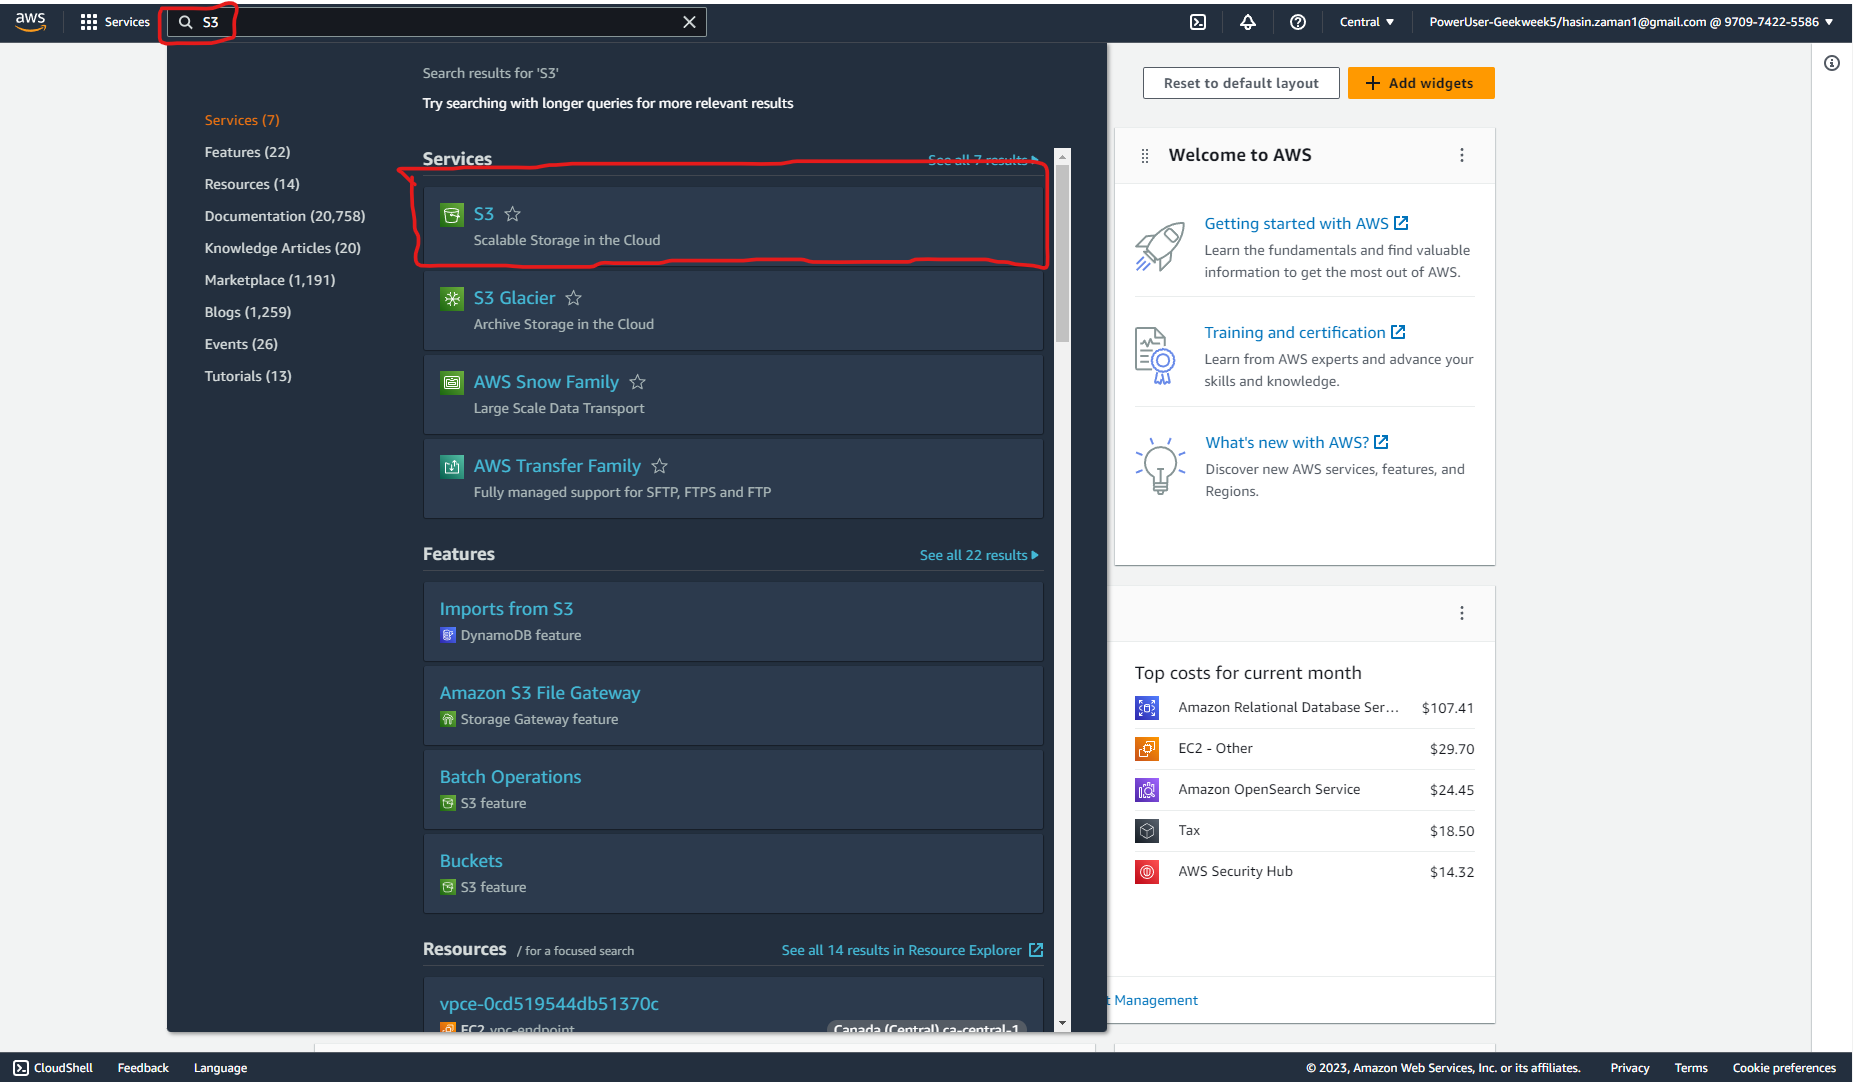 aws
Services
S3
Central
PowerUser-Geekweek5/hasin.zaman1@gmail.com @ 9709-7422-5586
Search results for 'S3'
Try searching with longer queries for more relevant results
Services (7)
Features (22)
Resources (14)
Documentation (20,758)
Knowledge Articles (20)
Marketplace (1,191)
Blogs (1,259)
Events (26)
Tutorials (13)
Services
See all 7 results
S3
Scalable Storage in the Cloud
S3 Glacier
Archive Storage in the Cloud
AWS Snow Family
Large Scale Data Transport
AWS Transfer Family
Fully managed support for SFTP, FTPS and FTP
Features
See all 22 results
Imports from S3
DynamoDB feature
Amazon S3 File Gateway
Storage Gateway feature
Batch Operations
S3 feature
Buckets
S3 feature
Resources / for a focused search
See all 14 results in Resource Explorer
vpce-0cd519544db51370c
EC2 vpc-endpoint
Canada (Central) ca-central-1
Reset to default layout
Add widgets
Welcome to AWS
Getting started with AWS
Learn the fundamentals and find valuable
information to get the most out of AWS.
Training and certification
Learn from AWS experts and advance your
skills and knowledge.
What's new with AWS?
Discover new AWS services, features, and
Regions.
Top costs for current month
Amazon Relational Database Ser... $107.41
EC2 - Other $29.70
Amazon OpenSearch Service $24.45
Tax $18.50
AWS Security Hub $14.32
t Management
CloudShell
Feedback
Language
© 2023, Amazon Web Services, Inc. or its affiliates.
Privacy
Terms
Cookie preferences